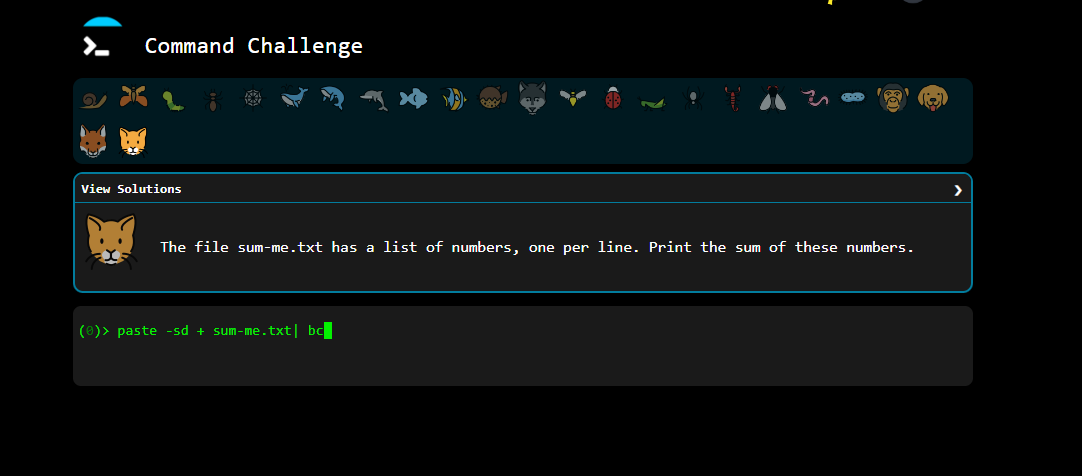 Command Challenge
View Solutions
The file sum-me.txt has a list of numbers, one per line. Print the sum of these numbers.
(0)> paste -sd + sum-me.txt| bc